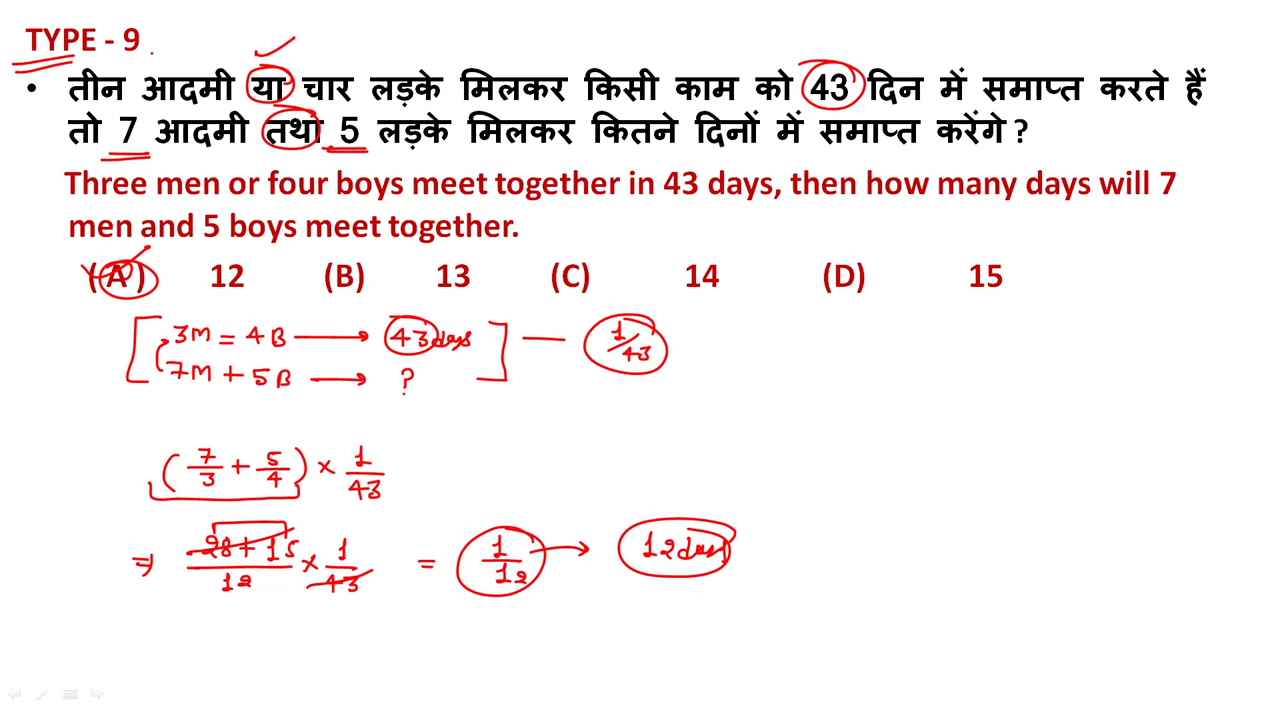 TYPE - 9
• तीन आदमी या चार लड़के मिलकर किसी काम को 43 दिन में समाप्त करते हैं
तो 7 आदमी तथा 5 लड़के मिलकर कितने दिनों में समाप्त करेंगे ?
Three men or four boys meet together in 43 days, then how many days will 7
men and 5 boys meet together.
(A) 12 (B) 13 (C) 14 (D) 15
3M = 4B → 43 days — 1/43
7M + 5B → ?
(7/3 + 5/4) × 1/43
⇒ 28 + 15/12 × 1/43 = 1/12 → 12 days